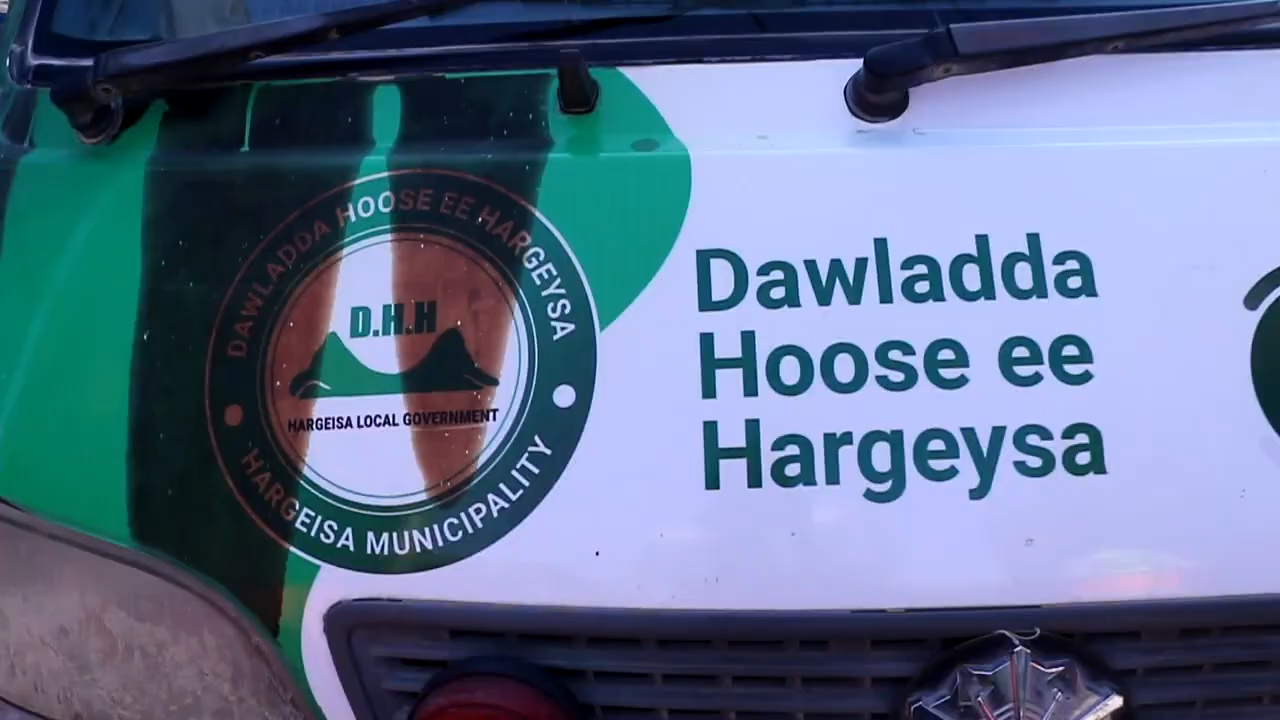 DAWLADDA HOOSE EE HARGEYSA
D.H.H
HARGEISA LOCAL GOVERNMENT
HARGEISA MUNICIPALITY
Dawladda
Hoose ee
Hargeysa